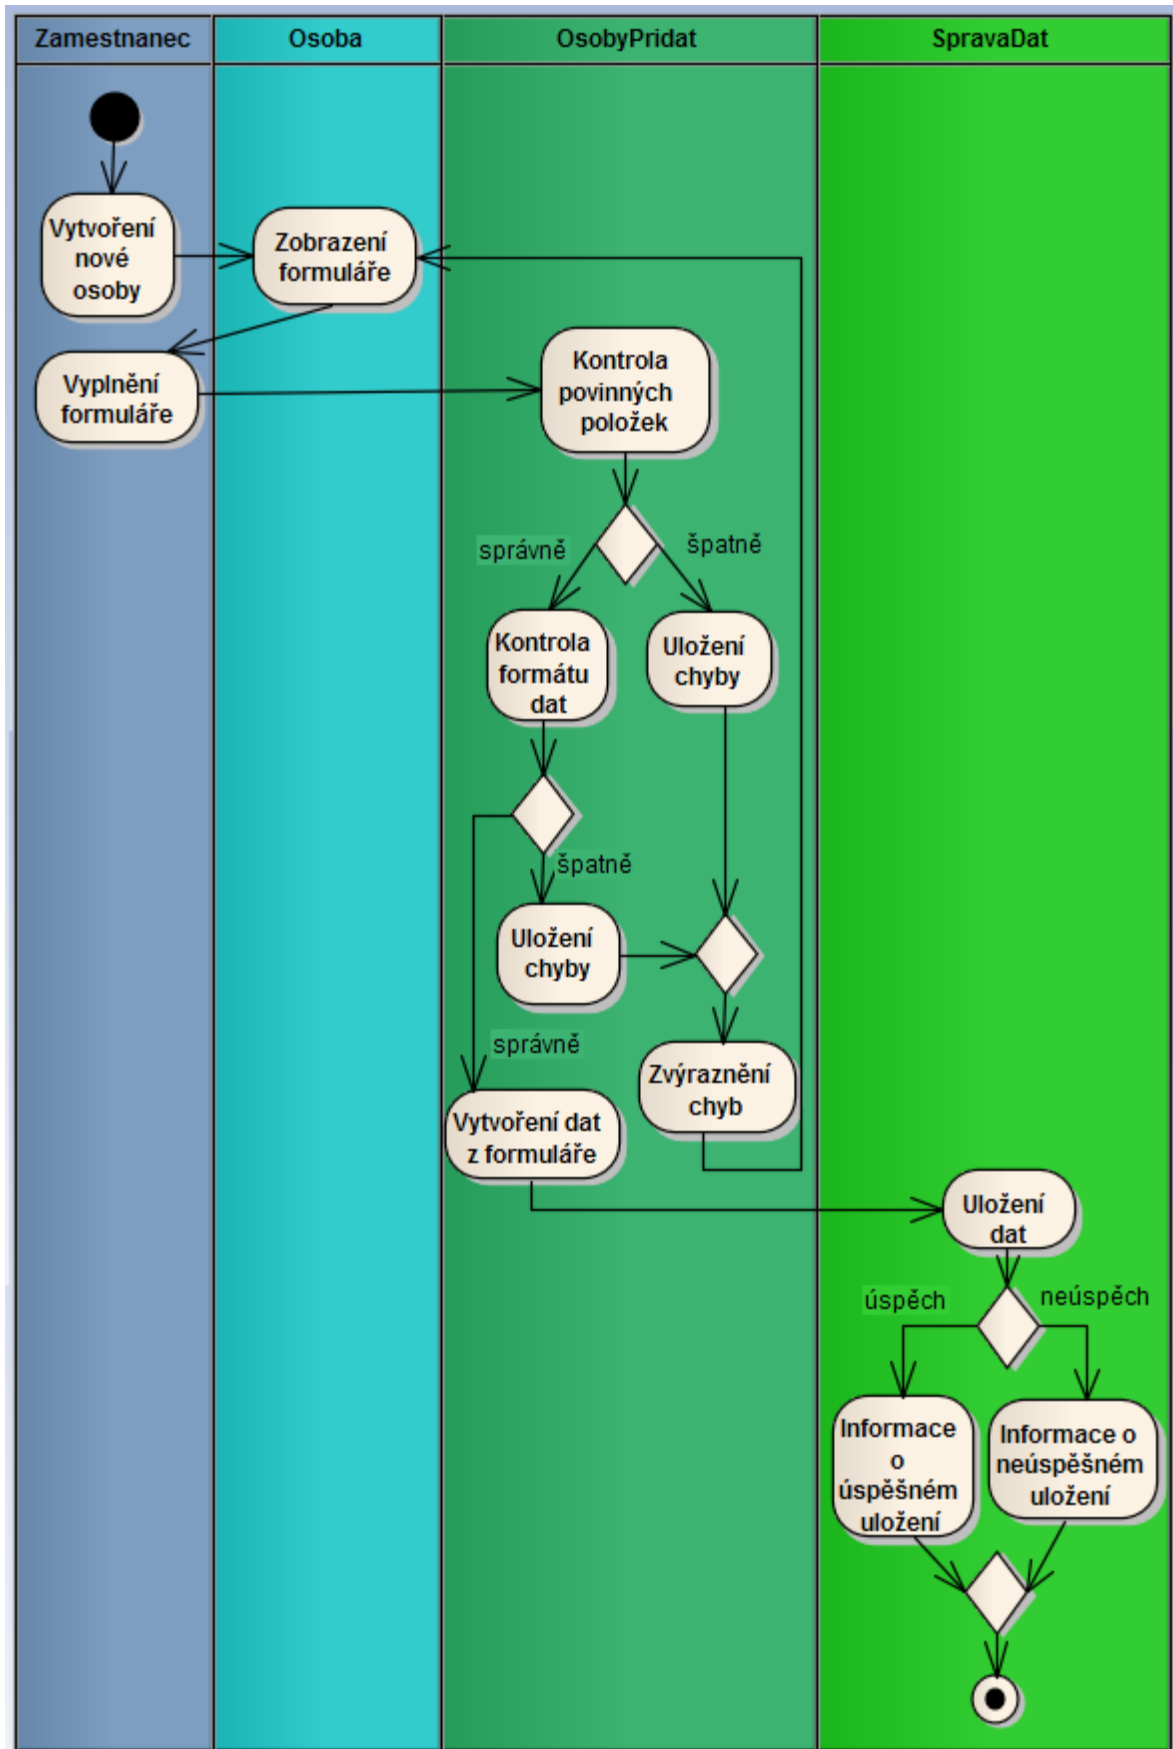 Zamestnanec
Osoba
OsobyPridat
SpravaDat
Vytvoření
nové
osoby
Zobrazení
formuláře
Vyplnění
formuláře
Kontrola
povinných
položek
správně
špatně
Kontrola
formátu
dat
Uložení
chyby
špatně
Uložení
chyby
správně
Zvýraznění
chyb
Vytvoření dat
z formuláře
Uložení
dat
úspěch
neúspěch
Informace
o
úspěšném
uložení
Informace o
neúspěšném
uložení